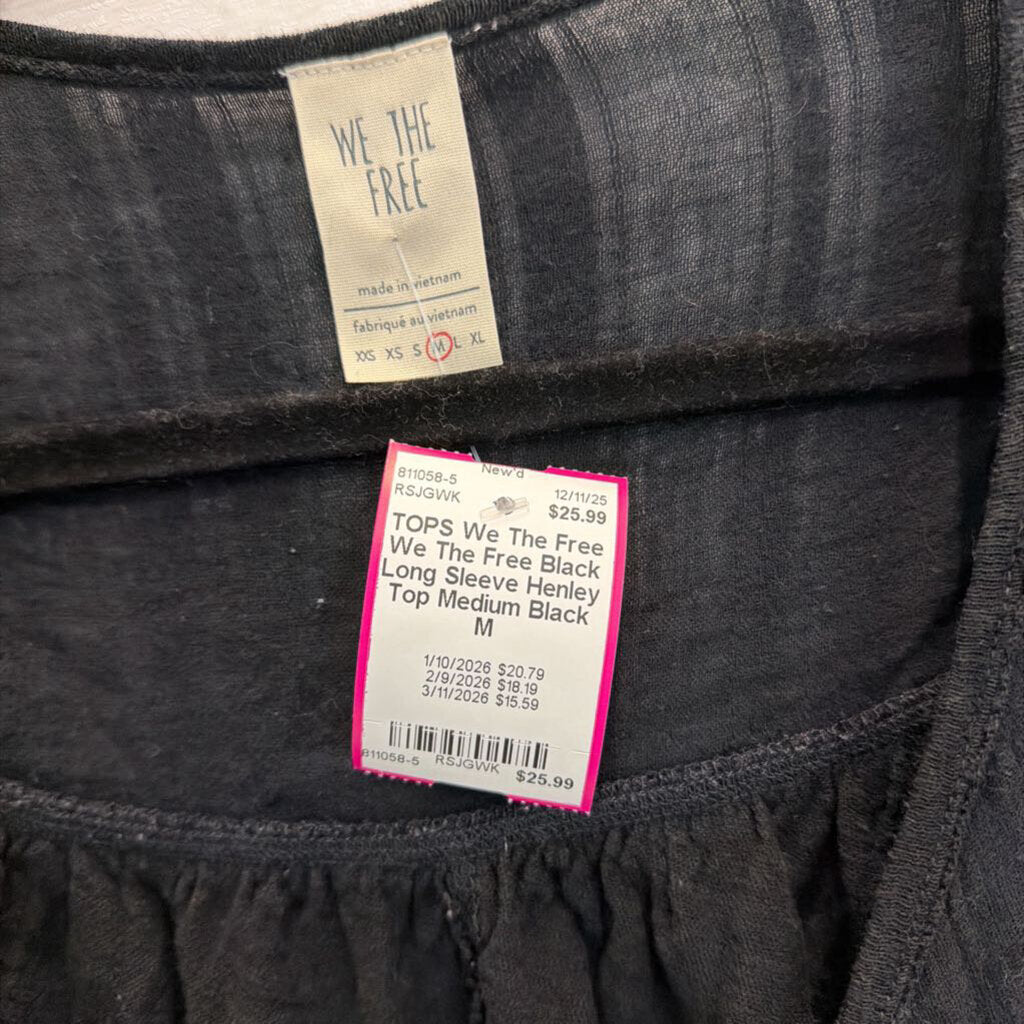 WE THE
FREE
made in vietnam
fabriqué au vietnam
XXS XS S M L XL
New'd
811058-5
RSJGWK
12/11/25
$25.99
TOPS We The Free
We The Free Black
Long Sleeve Henley
Top Medium Black
M
1/10/2026 $20.79
2/9/2026 $18.19
3/11/2026 $15.59
811058-5 RSJGWK $25.99